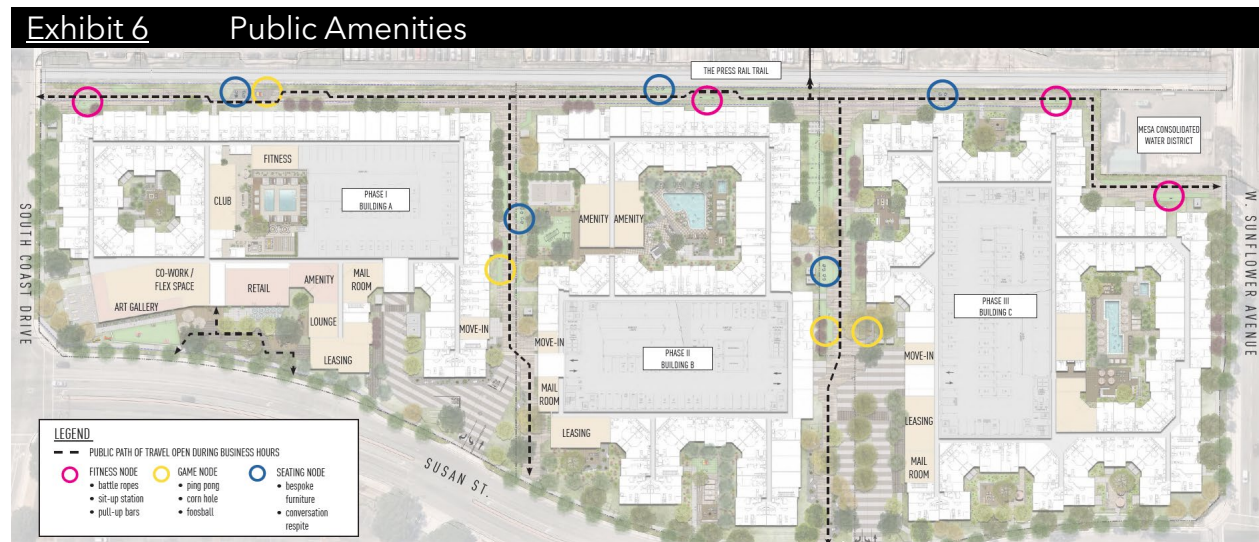 Exhibit 6 Public Amenities
THE PRESS RAIL TRAIL
MESA CONSOLIDATED
WATER DISTRICT
SOUTH COAST DRIVE
W. SUNFLOWER AVENUE
FITNESS
CLUB
PHASE I
BUILDING A
CO-WORK /
FLEX SPACE
ART GALLERY
RETAIL
AMENITY
MAIL
ROOM
LOUNGE
LEASING
MOVE-IN
AMENITY
AMENITY
PHASE II
BUILDING B
MOVE-IN
MAIL
ROOM
LEASING
PHASE III
BUILDING C
MOVE-IN
LEASING
MAIL
ROOM
SUSAN ST.
LEGEND
PUBLIC PATH OF TRAVEL OPEN DURING BUSINESS HOURS
FITNESS NODE
• battle ropes
• sit-up station
• pull-up bars
GAME NODE
• ping pong
• corn hole
• foosball
SEATING NODE
• bespoke
furniture
• conversation
respite